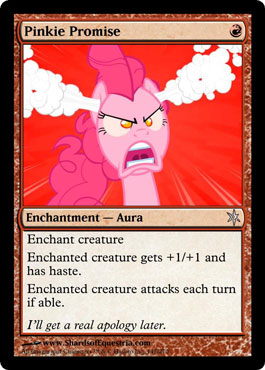 Pinkie Promise
Enchantment — Aura
Enchant creature
Enchanted creature gets +1/+1 and
has haste.
Enchanted creature attacks each turn
if able.
I'll get a real apology later.
www.ShardsofEquestria.com